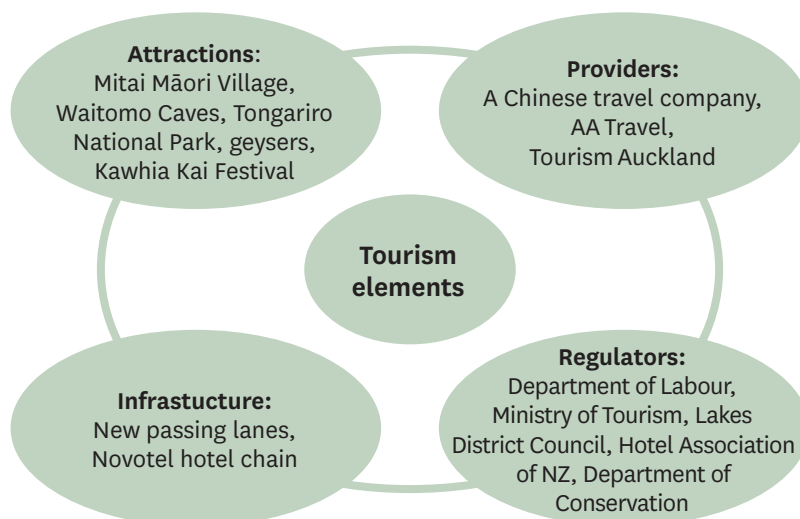 Attractions:
Mitai Māori Village,
Waitomo Caves, Tongariro
National Park, geysers,
Kawhia Kai Festival
Providers:
A Chinese travel company,
AA Travel,
Tourism Auckland
Tourism
elements
Infrastucture:
New passing lanes,
Novotel hotel chain
Regulators:
Department of Labour,
Ministry of Tourism, Lakes
District Council, Hotel Association
of NZ, Department of
Conservation